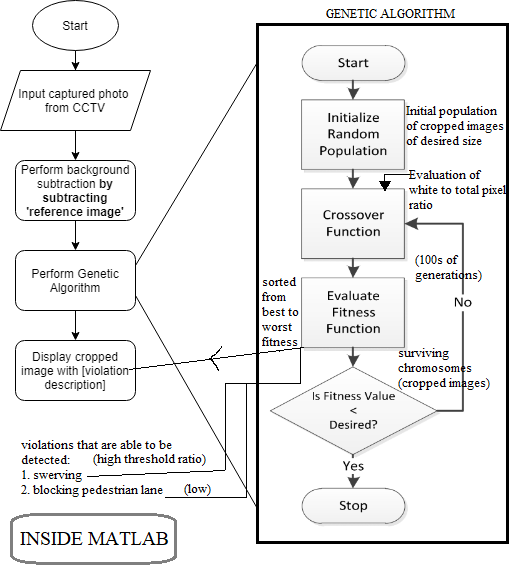 Start
Input captured photo
from CCTV
Perform background
subtraction by
subtracting
'reference image'
Perform Genetic
Algorithm
Display cropped
image with [violation
description]
violations that are able to be
detected: (high threshold ratio)
1. swerving
2. blocking pedestrian lane (low)
INSIDE MATLAB
GENETIC ALGORITHM
Start
Initialize
Random
Population
Initial population
of cropped images
of desired size
Evaluation of
white to total pixel
ratio
Crossover
Function
(100s of
generations)
No
sorted
from
best to
worst
fitness
Evaluate
Fitness
Function
surviving
chromosomes
(cropped images)
Is Fitness Value
<
Desired?
Yes
Stop